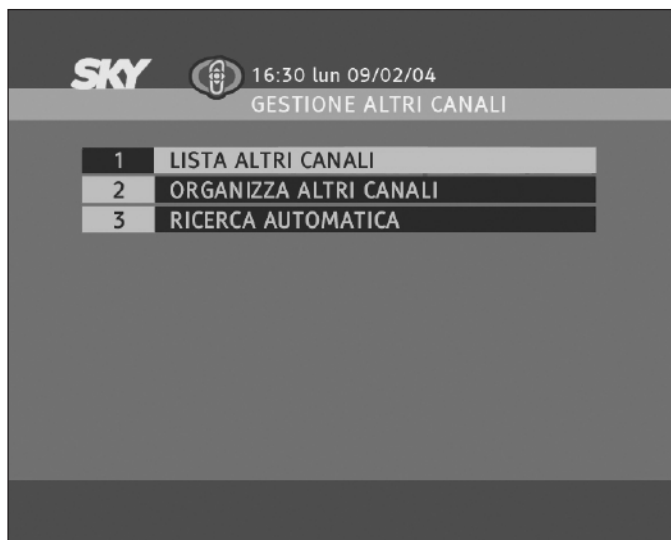 SKY
16:30 lun 09/02/04
GESTIONE ALTRI CANALI
1 LISTA ALTRI CANALI
2 ORGANIZZA ALTRI CANALI
3 RICERCA AUTOMATICA